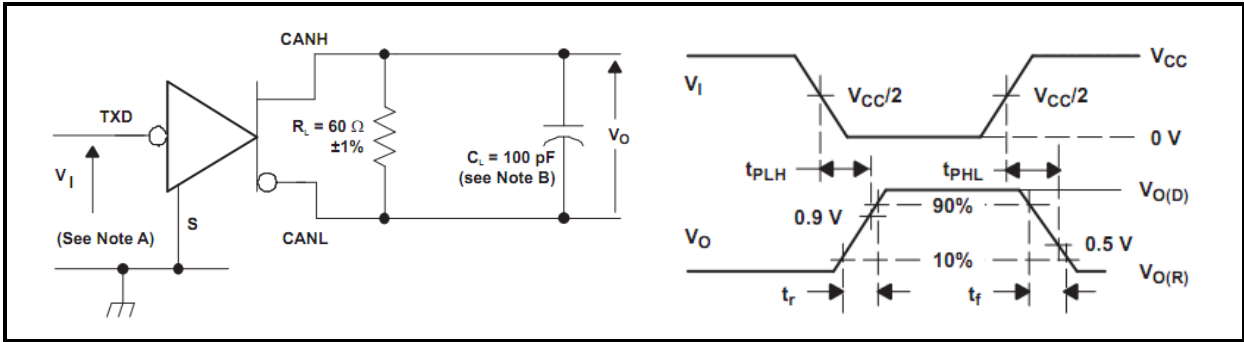 CANH
TXD
R_L = 60 Ω
±1%
C_L = 100 pF
(see Note B)
V_O
V_I
S
(See Note A)
CANL
V_I
V_CC
V_CC/2
V_CC/2
0 V
t_PLH
t_PHL
V_O(D)
90%
0.9 V
V_O
0.5 V
10%
V_O(R)
t_r
t_f